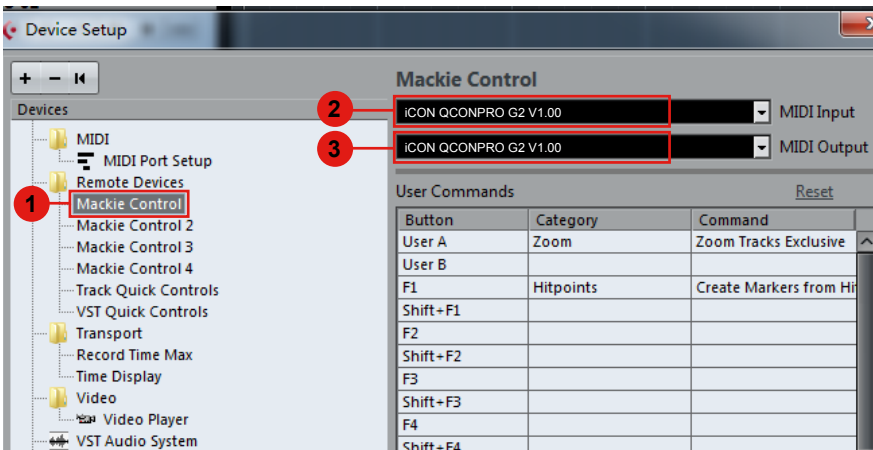 Device Setup
Devices
MIDI
MIDI Port Setup
Remote Devices
1
Mackie Control
Mackie Control 2
Mackie Control 3
Mackie Control 4
Track Quick Controls
VST Quick Controls
Transport
Record Time Max
Time Display
Video
Video Player
VST Audio System
Mackie Control
2 iCON QCONPRO G2 V1.00 MIDI Input
3 iCON QCONPRO G2 V1.00 MIDI Output
User Commands Reset
Button Category Command
User A Zoom Zoom Tracks Exclusive
User B
F1 Hitpoints Create Markers from Hi
Shift+F1
F2
Shift+F2
F3
Shift+F3
F4
Shift+F4